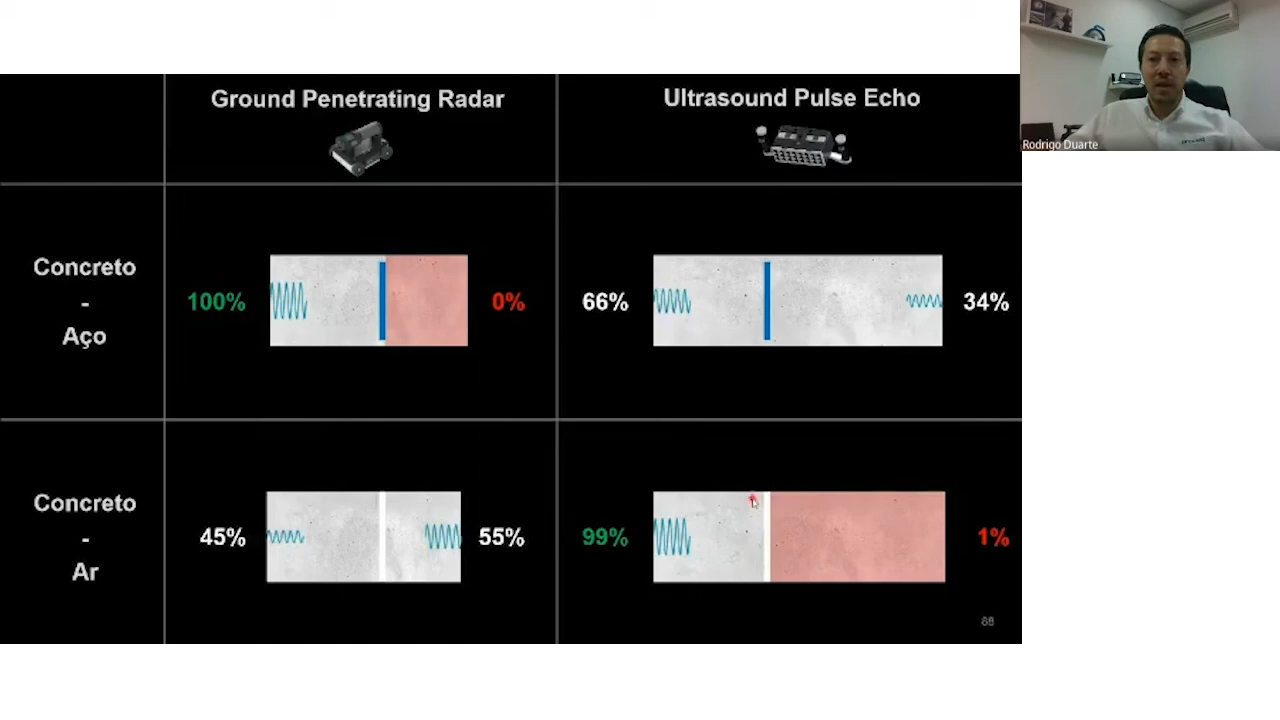 Ground Penetrating Radar
Ultrasound Pulse Echo
Rodrigo Duarte
Concreto
-
Aço
100%
0%
66%
34%
Concreto
-
Ar
45%
55%
99%
1%
88